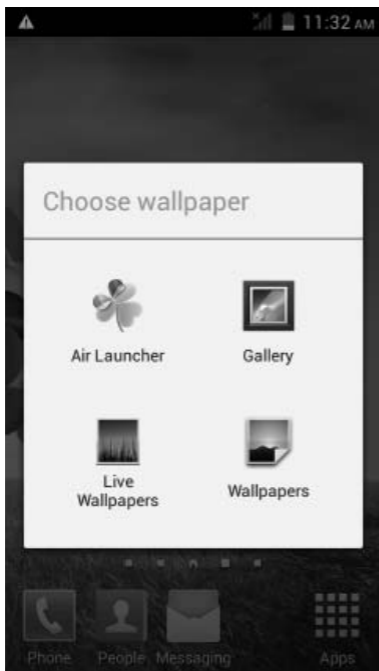 11:32 AM
Choose wallpaper
Air Launcher
Gallery
Live
Wallpapers
Wallpapers
Phone
People
Messaging
Apps